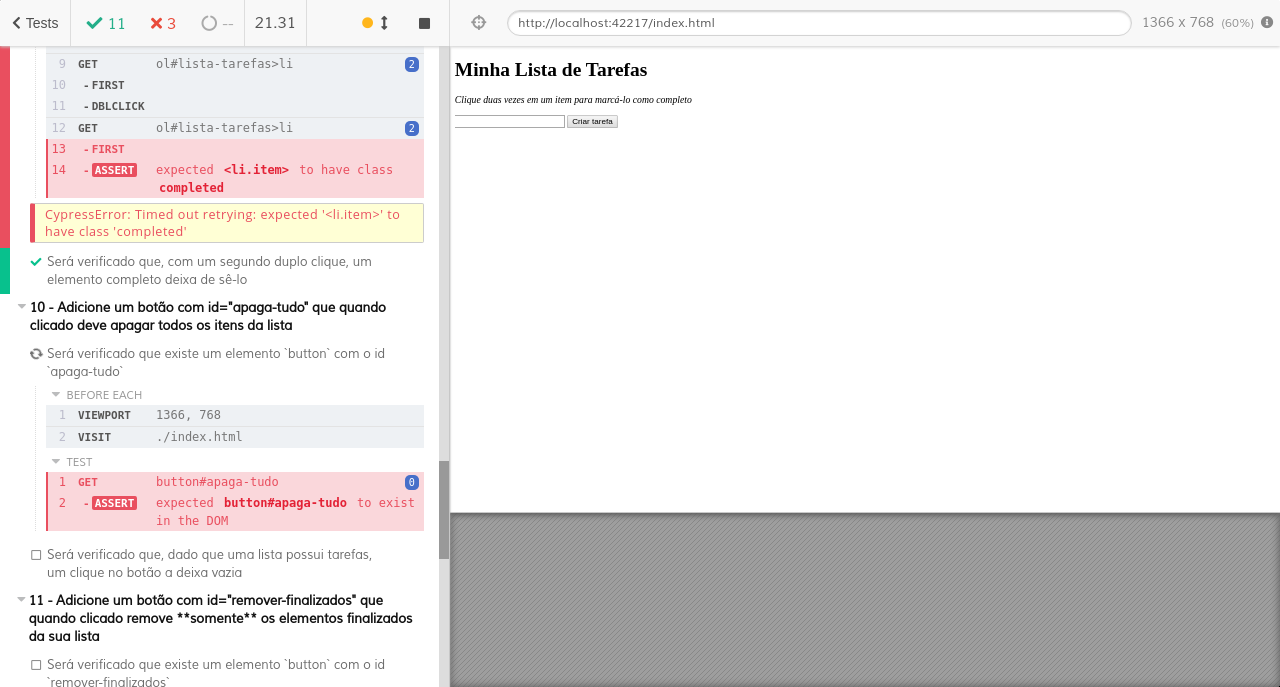 Tests 11 3 -- 21.31 http://localhost:42217/index.html 1366 x 768 (60%)
9 GET ol#lista-tarefas>li 2
10 - FIRST
11 - DBLCLICK
12 GET ol#lista-tarefas>li 2
13 - FIRST
14 - ASSERT expected <li.item> to have class
completed
CypressError: Timed out retrying: expected '<li.item>' to
have class 'completed'
Será verificado que, com um segundo duplo clique, um
elemento completo deixa de sê-lo
10 - Adicione um botão com id="apaga-tudo" que quando
clicado deve apagar todos os itens da lista
Será verificado que existe um elemento `button` com o id
`apaga-tudo`
BEFORE EACH
1 VIEWPORT 1366, 768
2 VISIT ./index.html
TEST
1 GET button#apaga-tudo 0
2 - ASSERT expected button#apaga-tudo to exist
in the DOM
Será verificado que, dado que uma lista possui tarefas,
um clique no botão a deixa vazia
11 - Adicione um botão com id="remover-finalizados" que
quando clicado remove **somente** os elementos finalizados
da sua lista
Será verificado que existe um elemento `button` com o id
`remover-finalizados`
Minha Lista de Tarefas
Clique duas vezes em um item para marcá-lo como completo
Criar tarefa